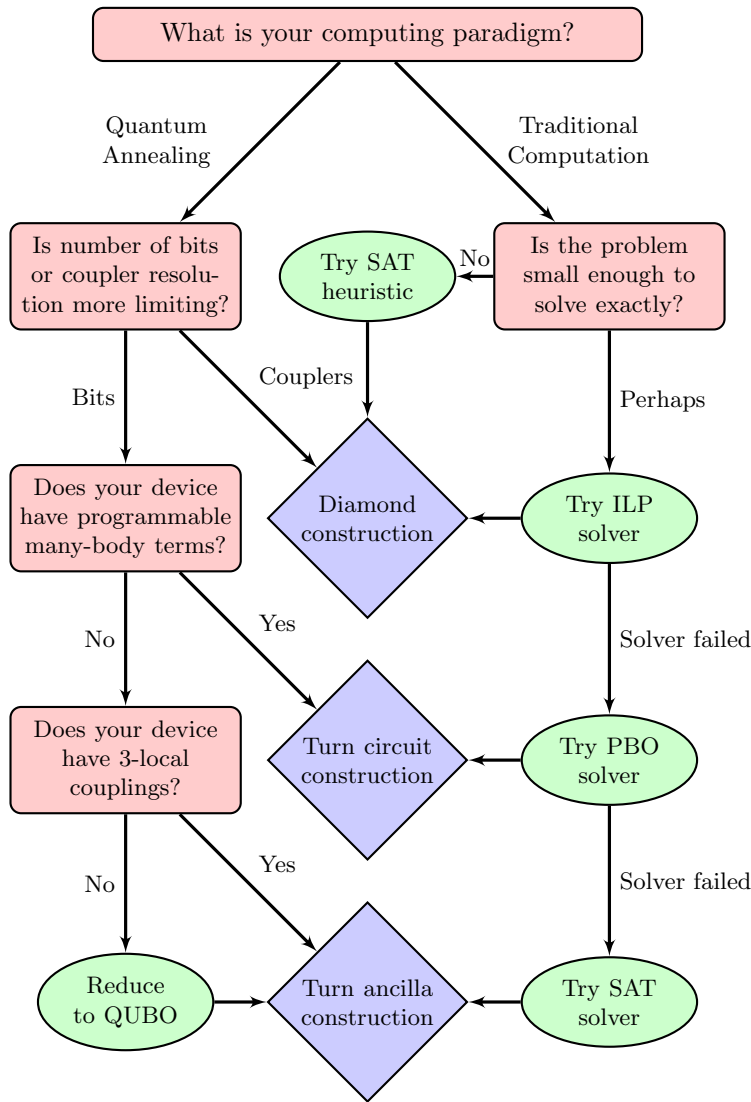 What is your computing paradigm?
Quantum
Annealing
Traditional
Computation
Is number of bits
or coupler resolu-
tion more limiting?
Try SAT
heuristic
No
Is the problem
small enough to
solve exactly?
Bits
Couplers
Perhaps
Does your device
have programmable
many-body terms?
Diamond
construction
Try ILP
solver
No
Yes
Solver failed
Does your device
have 3-local
couplings?
Turn circuit
construction
Try PBO
solver
No
Yes
Solver failed
Reduce
to QUBO
Turn ancilla
construction
Try SAT
solver